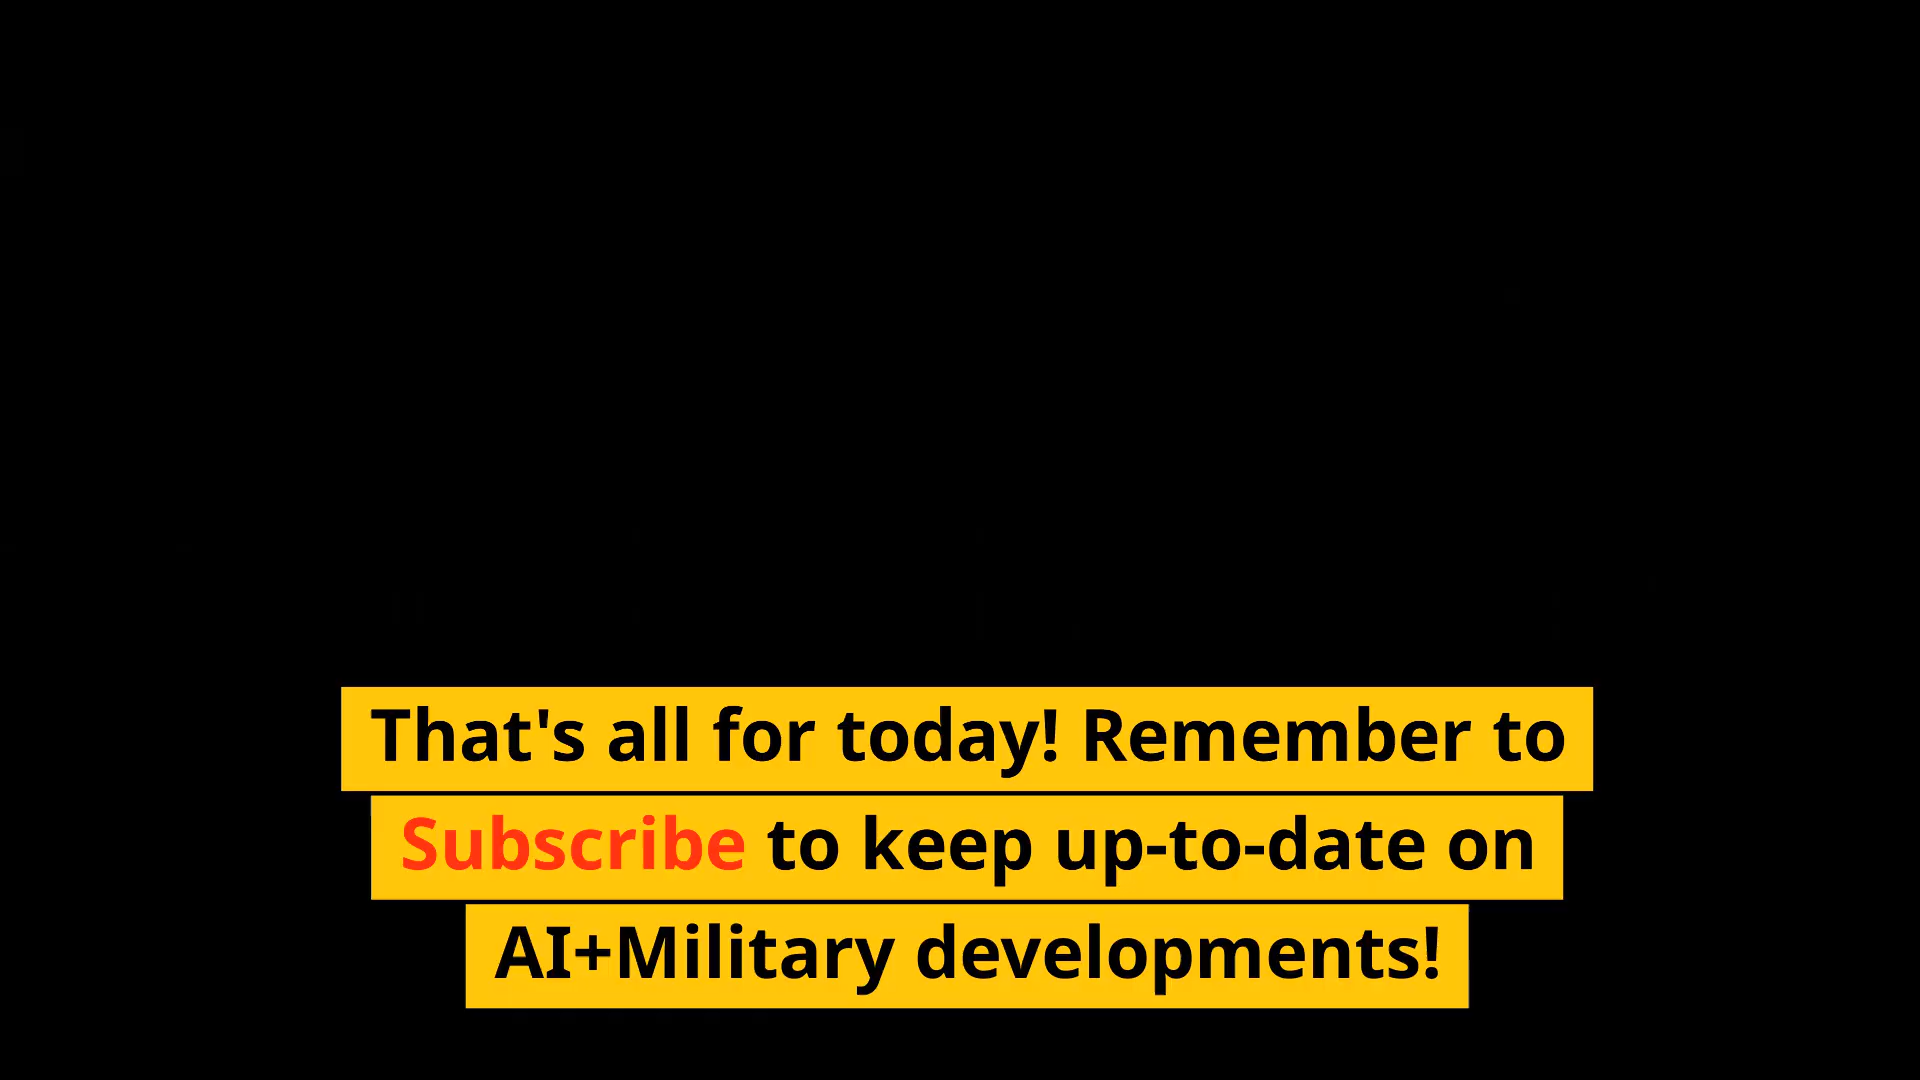 That's all for today! Remember to
Subscribe to keep up-to-date on
AI+Military developments!